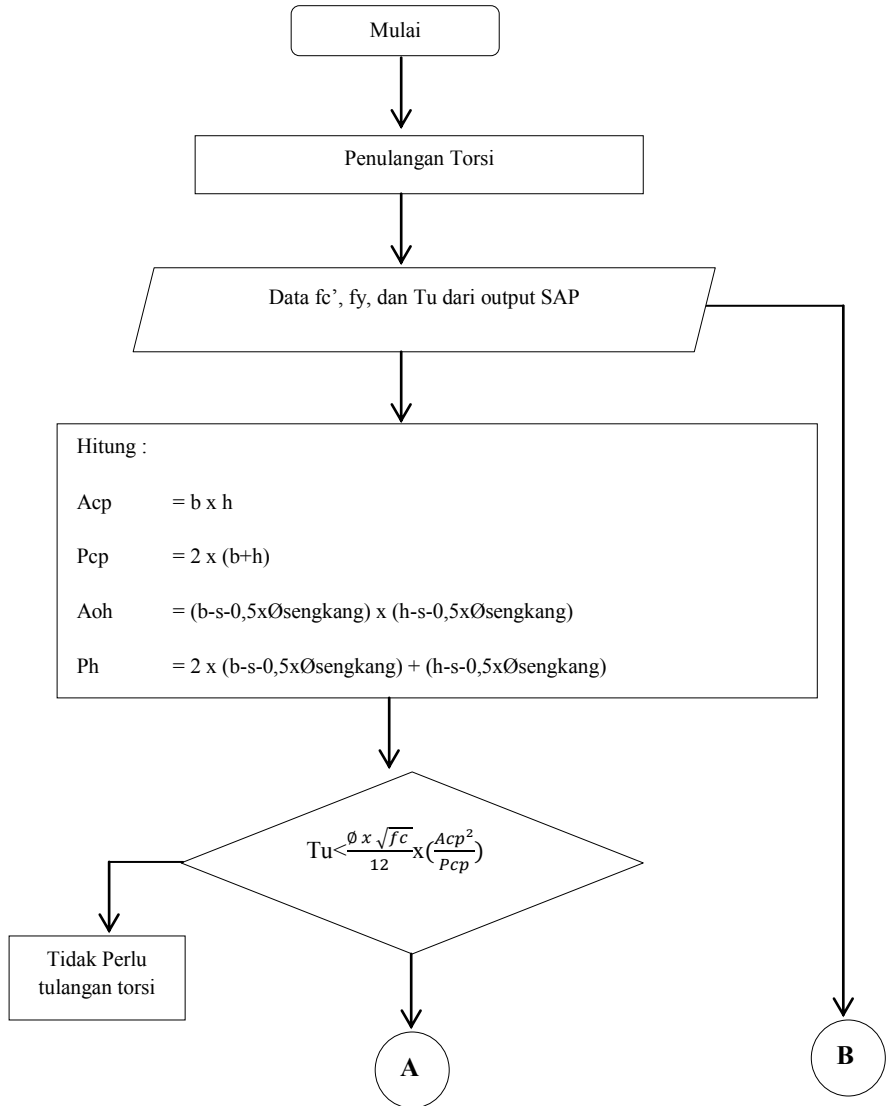 Mulai
Penulangan Torsi
Data fc’, fy, dan Tu dari output SAP
Hitung :
Acp = b x h
Pcp = 2 x (b+h)
Aoh = (b-s-0,5xØsengkang) x (h-s-0,5xØsengkang)
Ph = 2 x (b-s-0,5xØsengkang) + (h-s-0,5xØsengkang)
Tu<(∅ x √fc)/12 x(Acp²/Pcp)
Tidak Perlu
tulangan torsi
A
B